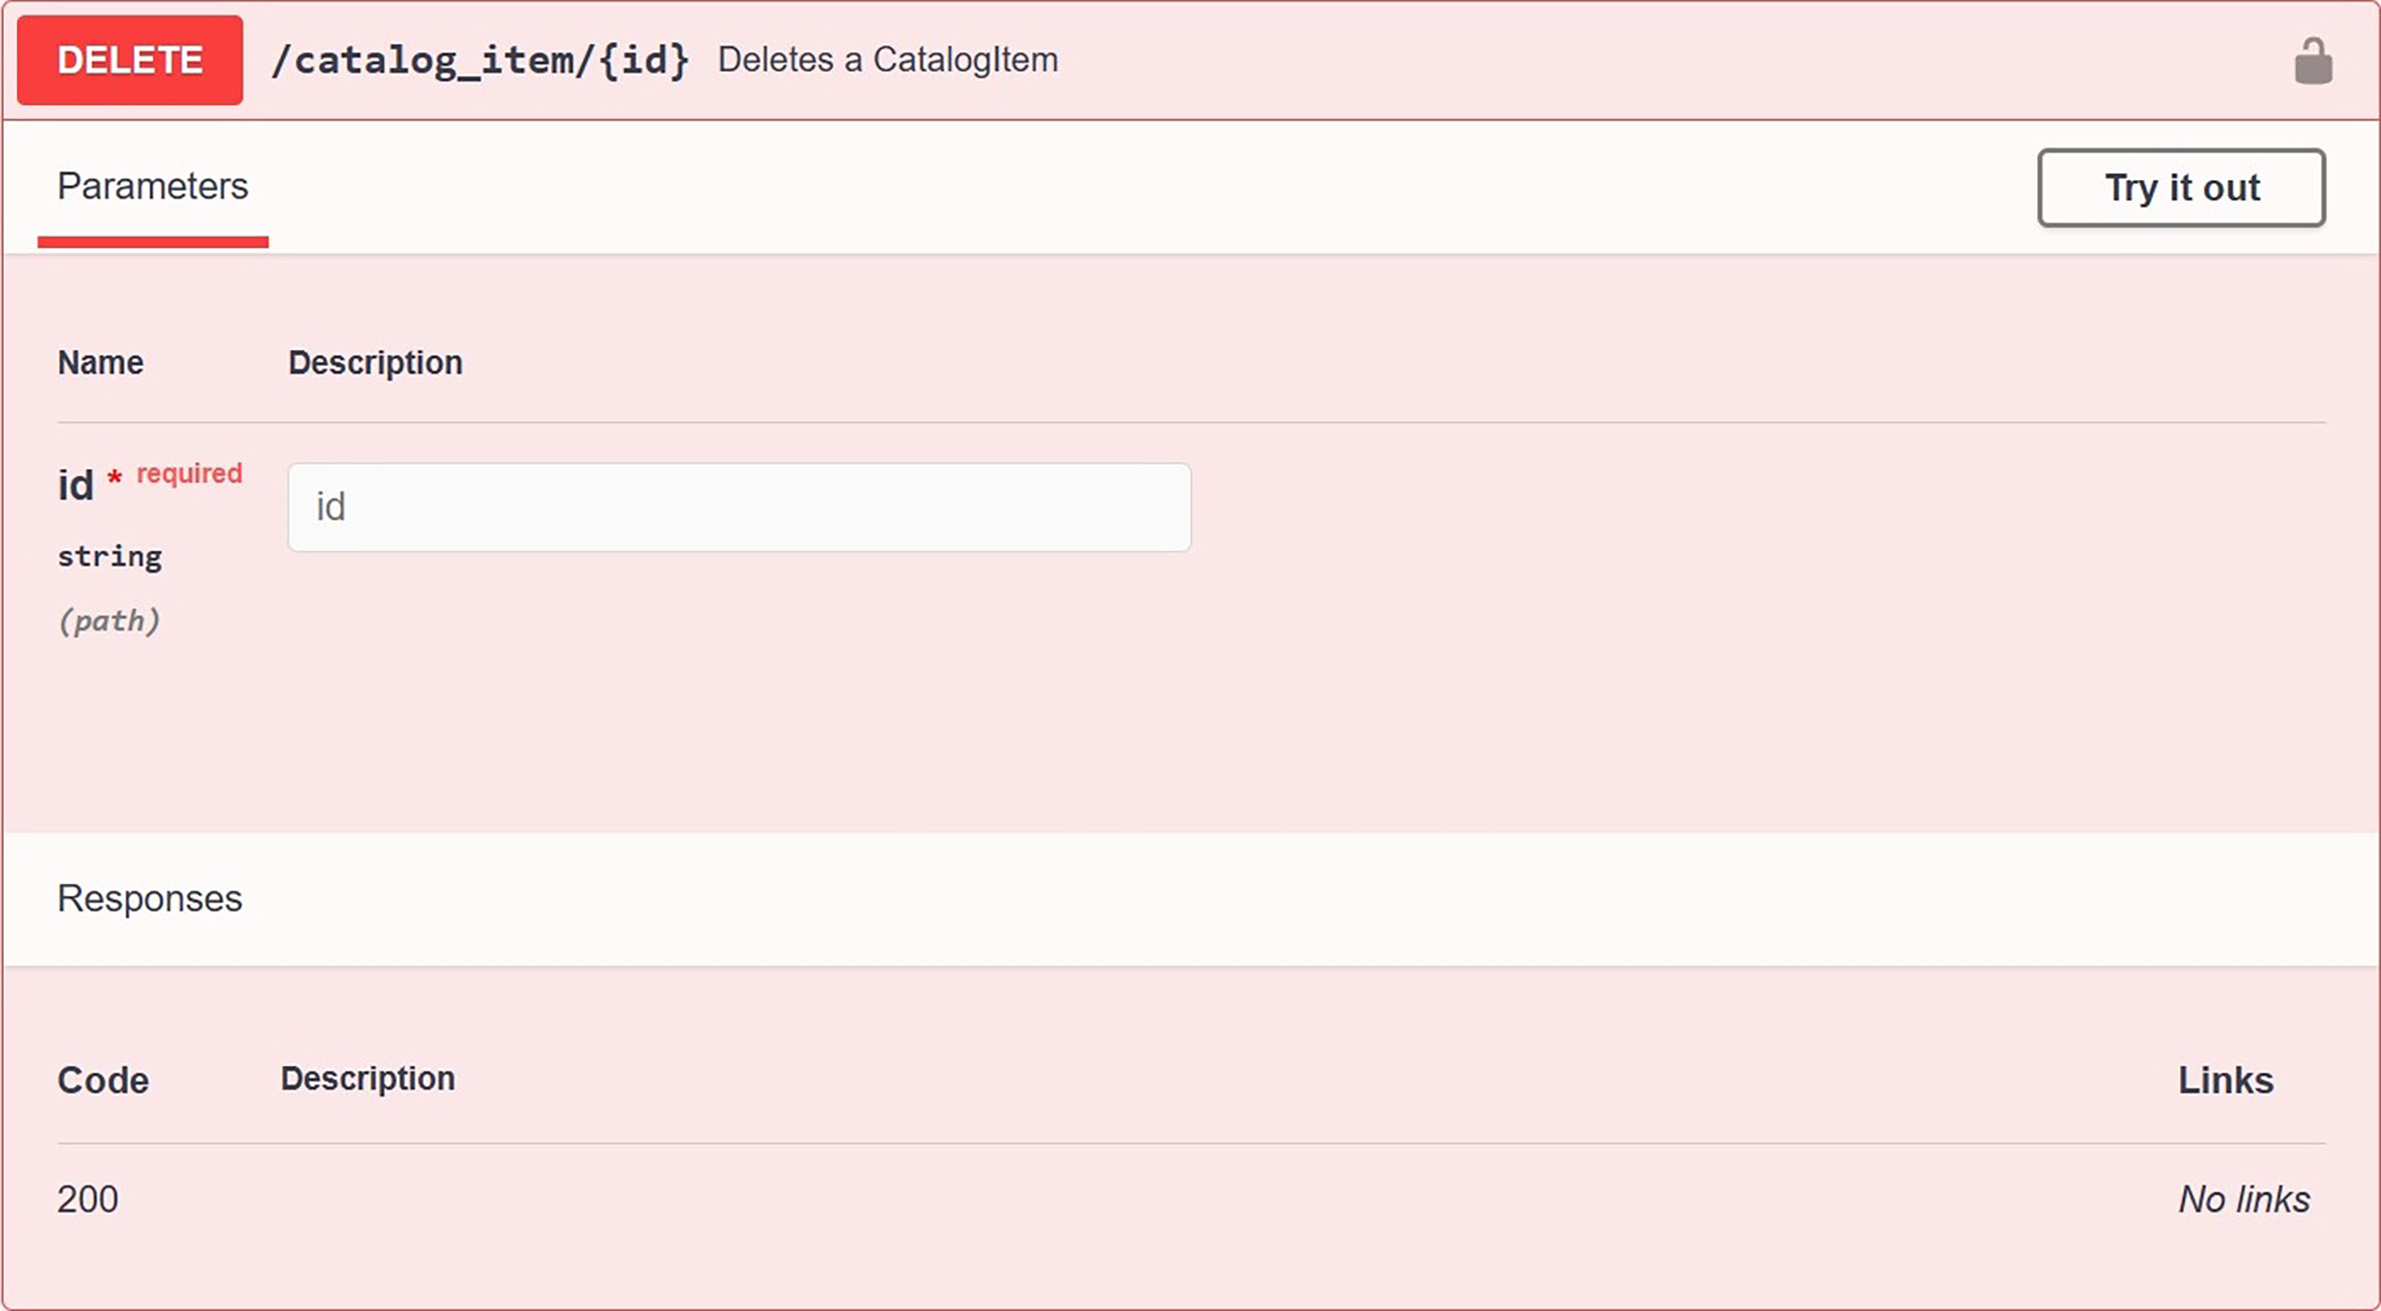 DELETE /catalog_item/{id} Deletes a CatalogItem
Parameters
Try it out
Name Description
id * required
id
string
(path)
Responses
Code Description Links
200 No links